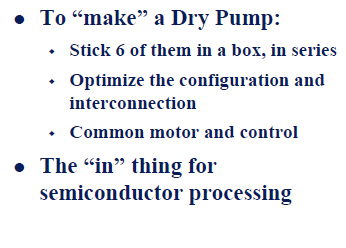 • To “make” a Dry Pump:
• Stick 6 of them in a box, in series
• Optimize the configuration and
interconnection
• Common motor and control
• The “in” thing for
semiconductor processing